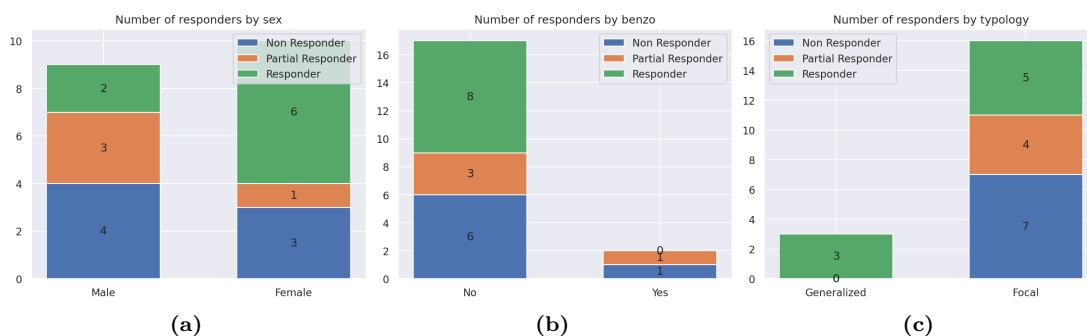 Number of responders by sex
10
8
6
4
2
0
Non Responder
Partial Responder
Responder
2
3
4
6
1
3
Male
Female
(a)
Number of responders by benzo
16
14
12
10
8
6
4
2
0
Non Responder
Partial Responder
Responder
8
3
6
0
1
1
No
Yes
(b)
Number of responders by typology
16
14
12
10
8
6
4
2
0
Non Responder
Partial Responder
Responder
3
0
5
4
7
Generalized
Focal
(c)